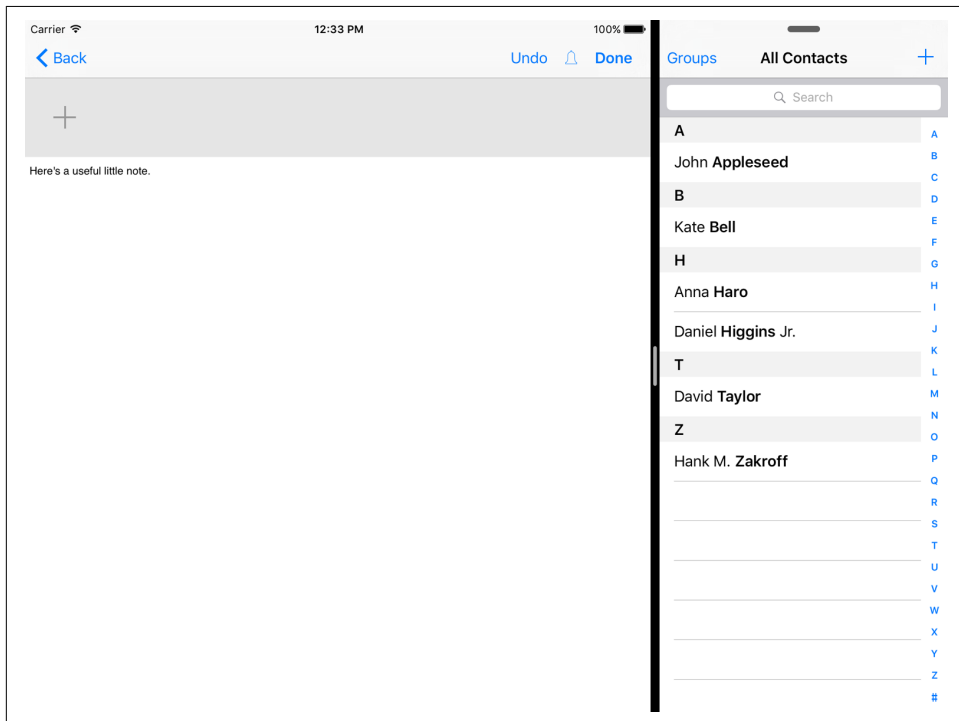 Carrier 12:33 PM 100%
Back Undo Done
Here's a useful little note.
Groups All Contacts
Search
A
John Appleseed
B
Kate Bell
H
Anna Haro
Daniel Higgins Jr.
T
David Taylor
Z
Hank M. Zakroff
A
B
C
D
E
F
G
H
I
J
K
L
M
N
O
P
Q
R
S
T
U
V
W
X
Y
Z
#